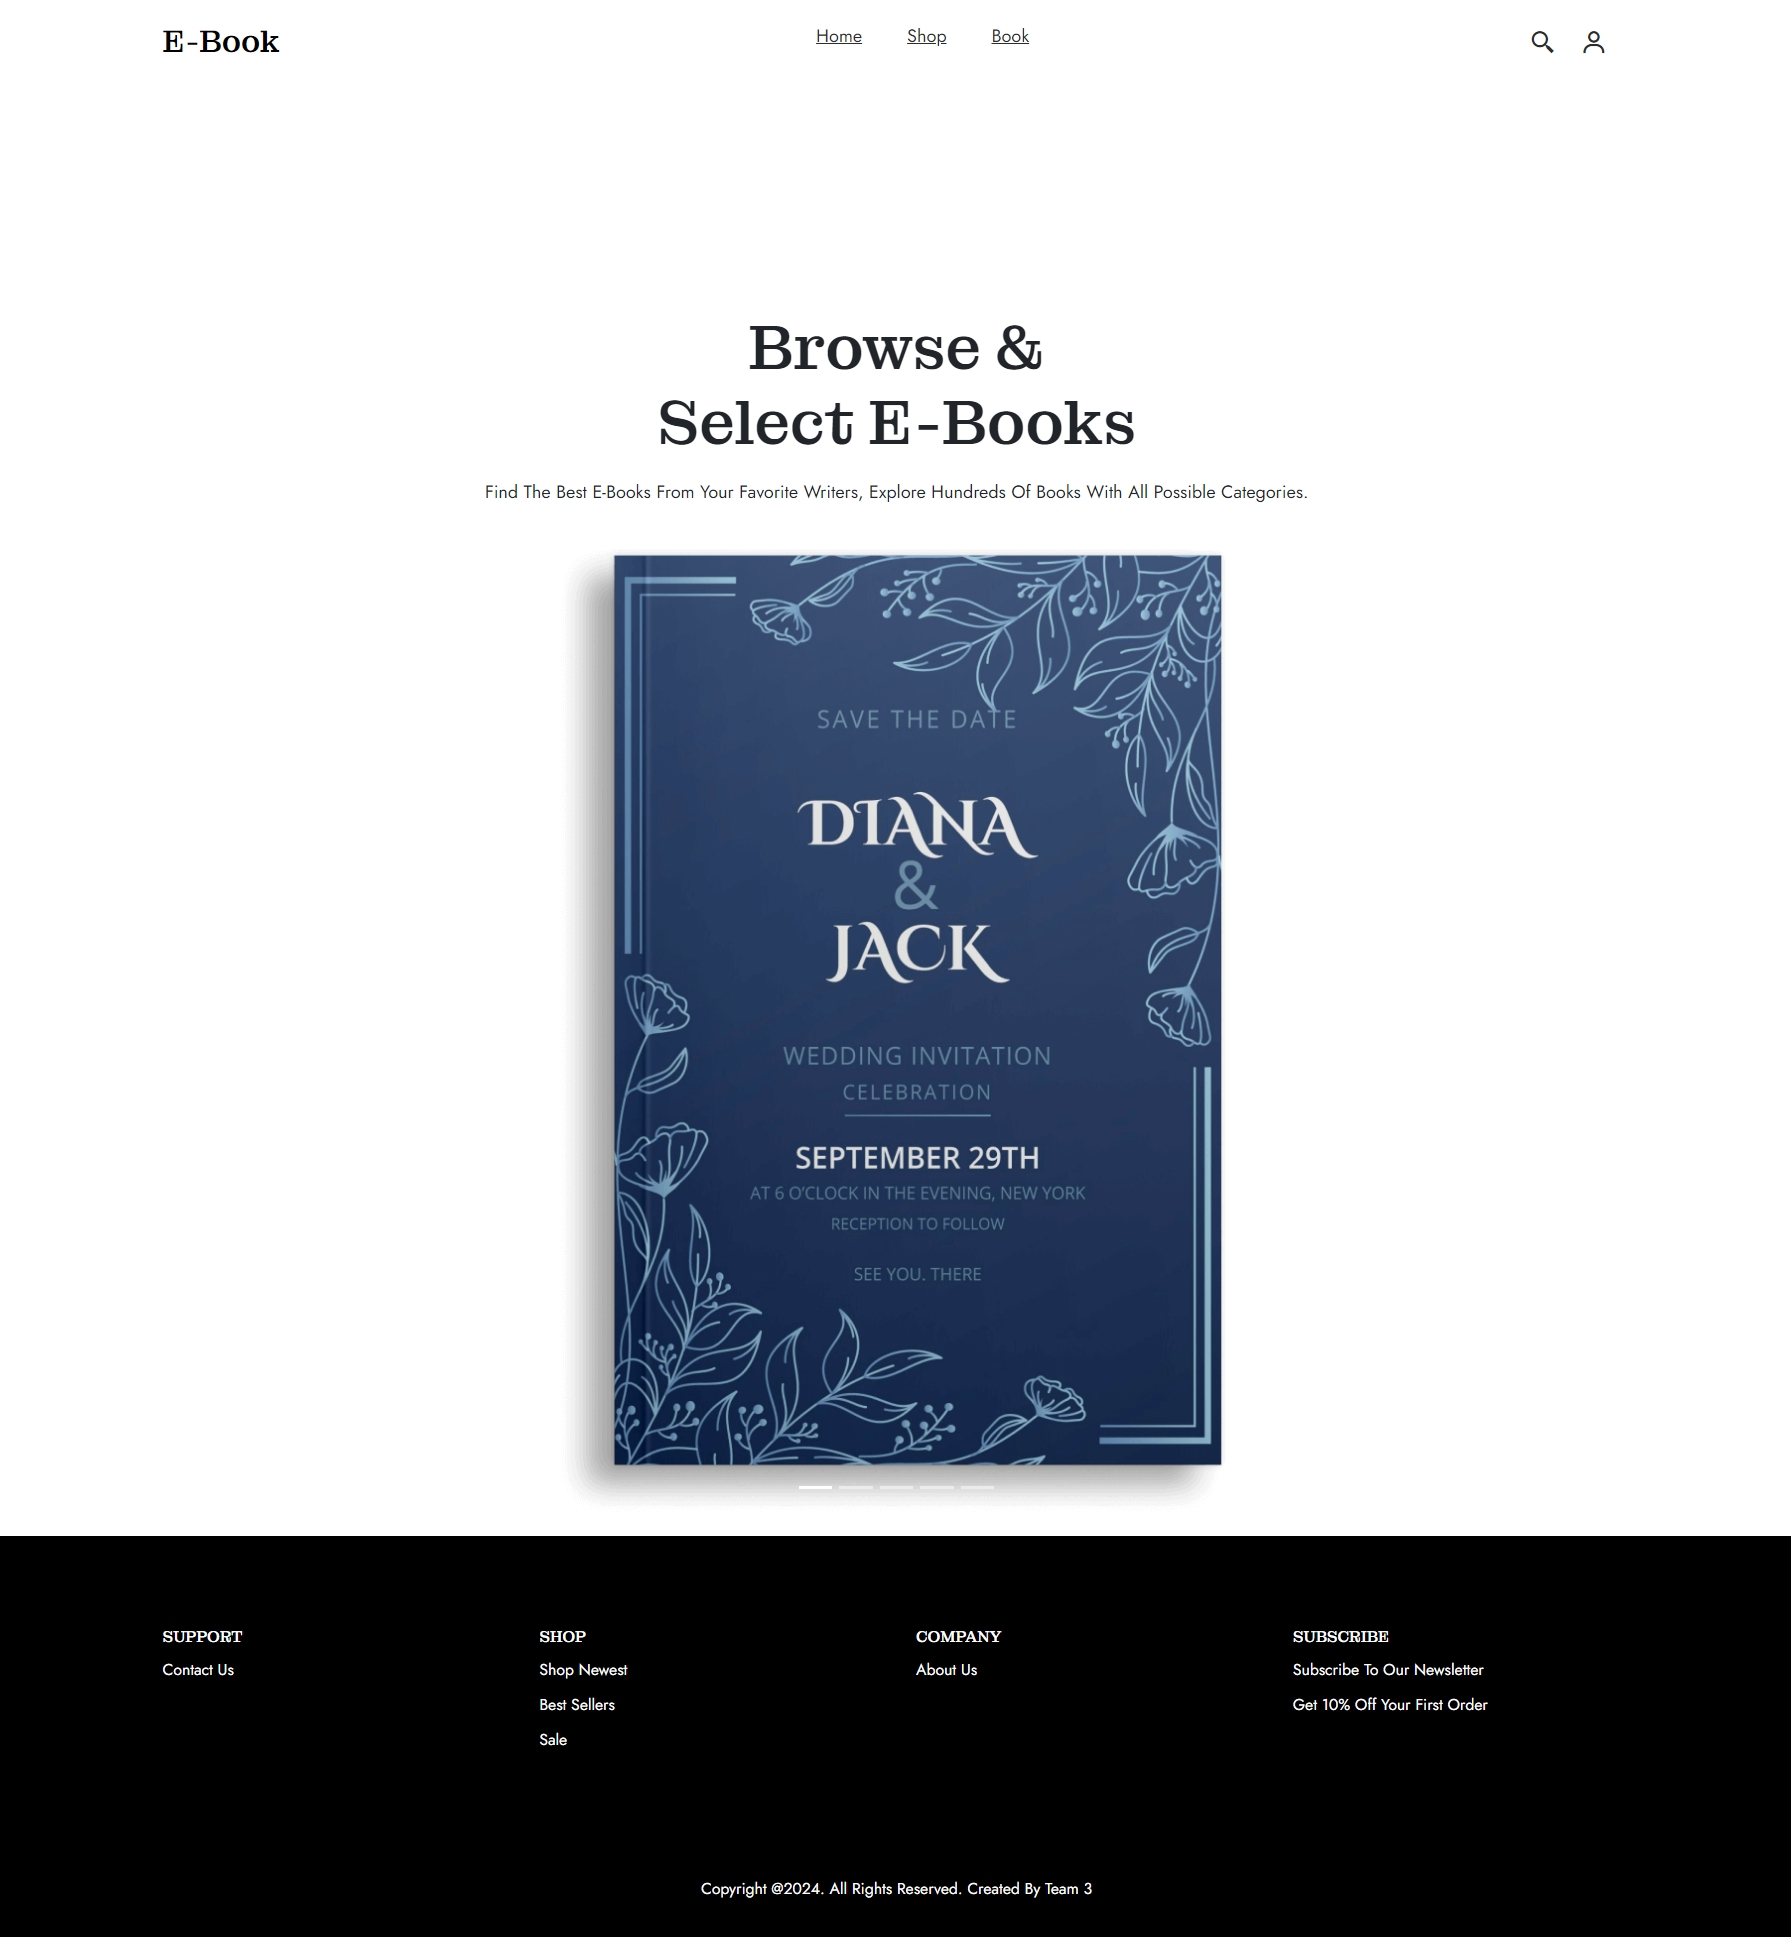 E-Book
Home
Shop
Book
Browse &
Select E-Books
Find The Best E-Books From Your Favorite Writers, Explore Hundreds Of Books With All Possible Categories.
SAVE THE DATE
DIANA
&
JACK
WEDDING INVITATION
CELEBRATION
SEPTEMBER 29TH
AT 6 O'CLOCK IN THE EVENING, NEW YORK
RECEPTION TO FOLLOW
SEE YOU. THERE
SUPPORT
Contact Us
SHOP
Shop Newest
Best Sellers
Sale
COMPANY
About Us
SUBSCRIBE
Subscribe To Our Newsletter
Get 10% Off Your First Order
Copyright @2024. All Rights Reserved. Created By Team 3